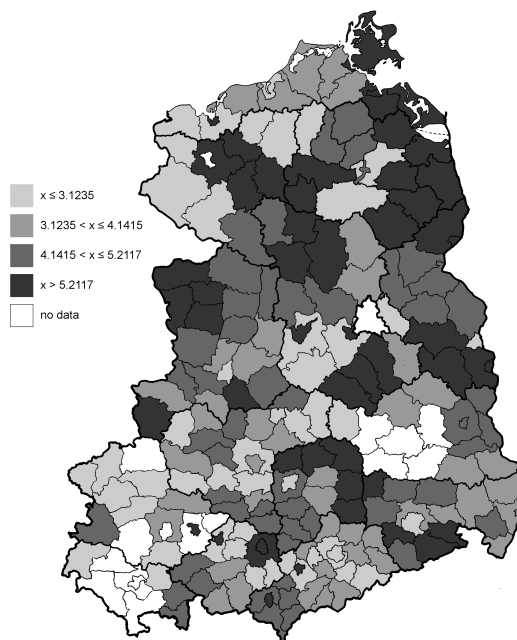 x ≤ 3.1235
3.1235 < x ≤ 4.1415
4.1415 < x ≤ 5.2117
x > 5.2117
no data